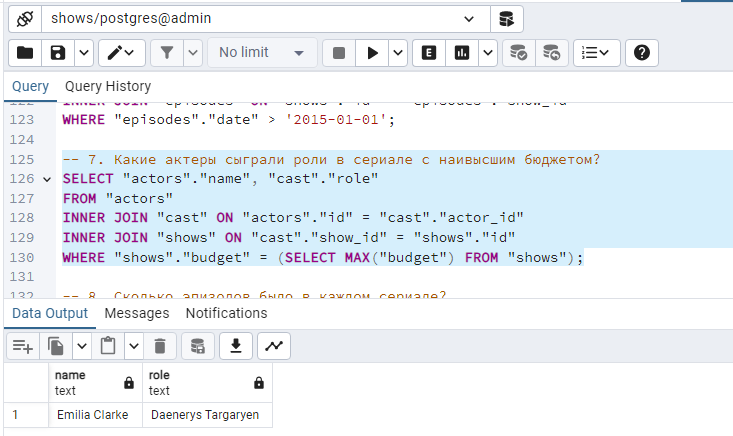 shows/postgres@admin
No limit
Query Query History
INNER JOIN "episodes" ON "shows"."id" = "episodes"."show_id"
123 WHERE "episodes"."date" > '2015-01-01';
124
125 -- 7. Какие актеры сыграли роли в сериале с наивысшим бюджетом?
126 SELECT "actors"."name", "cast"."role"
127 FROM "actors"
128 INNER JOIN "cast" ON "actors"."id" = "cast"."actor_id"
129 INNER JOIN "shows" ON "cast"."show_id" = "shows"."id"
130 WHERE "shows"."budget" = (SELECT MAX("budget") FROM "shows");
131
132 -- 8. Сколько эпизодов было в каждом сериале?
Data Output Messages Notifications
name role
text text
1 Emilia Clarke Daenerys Targaryen